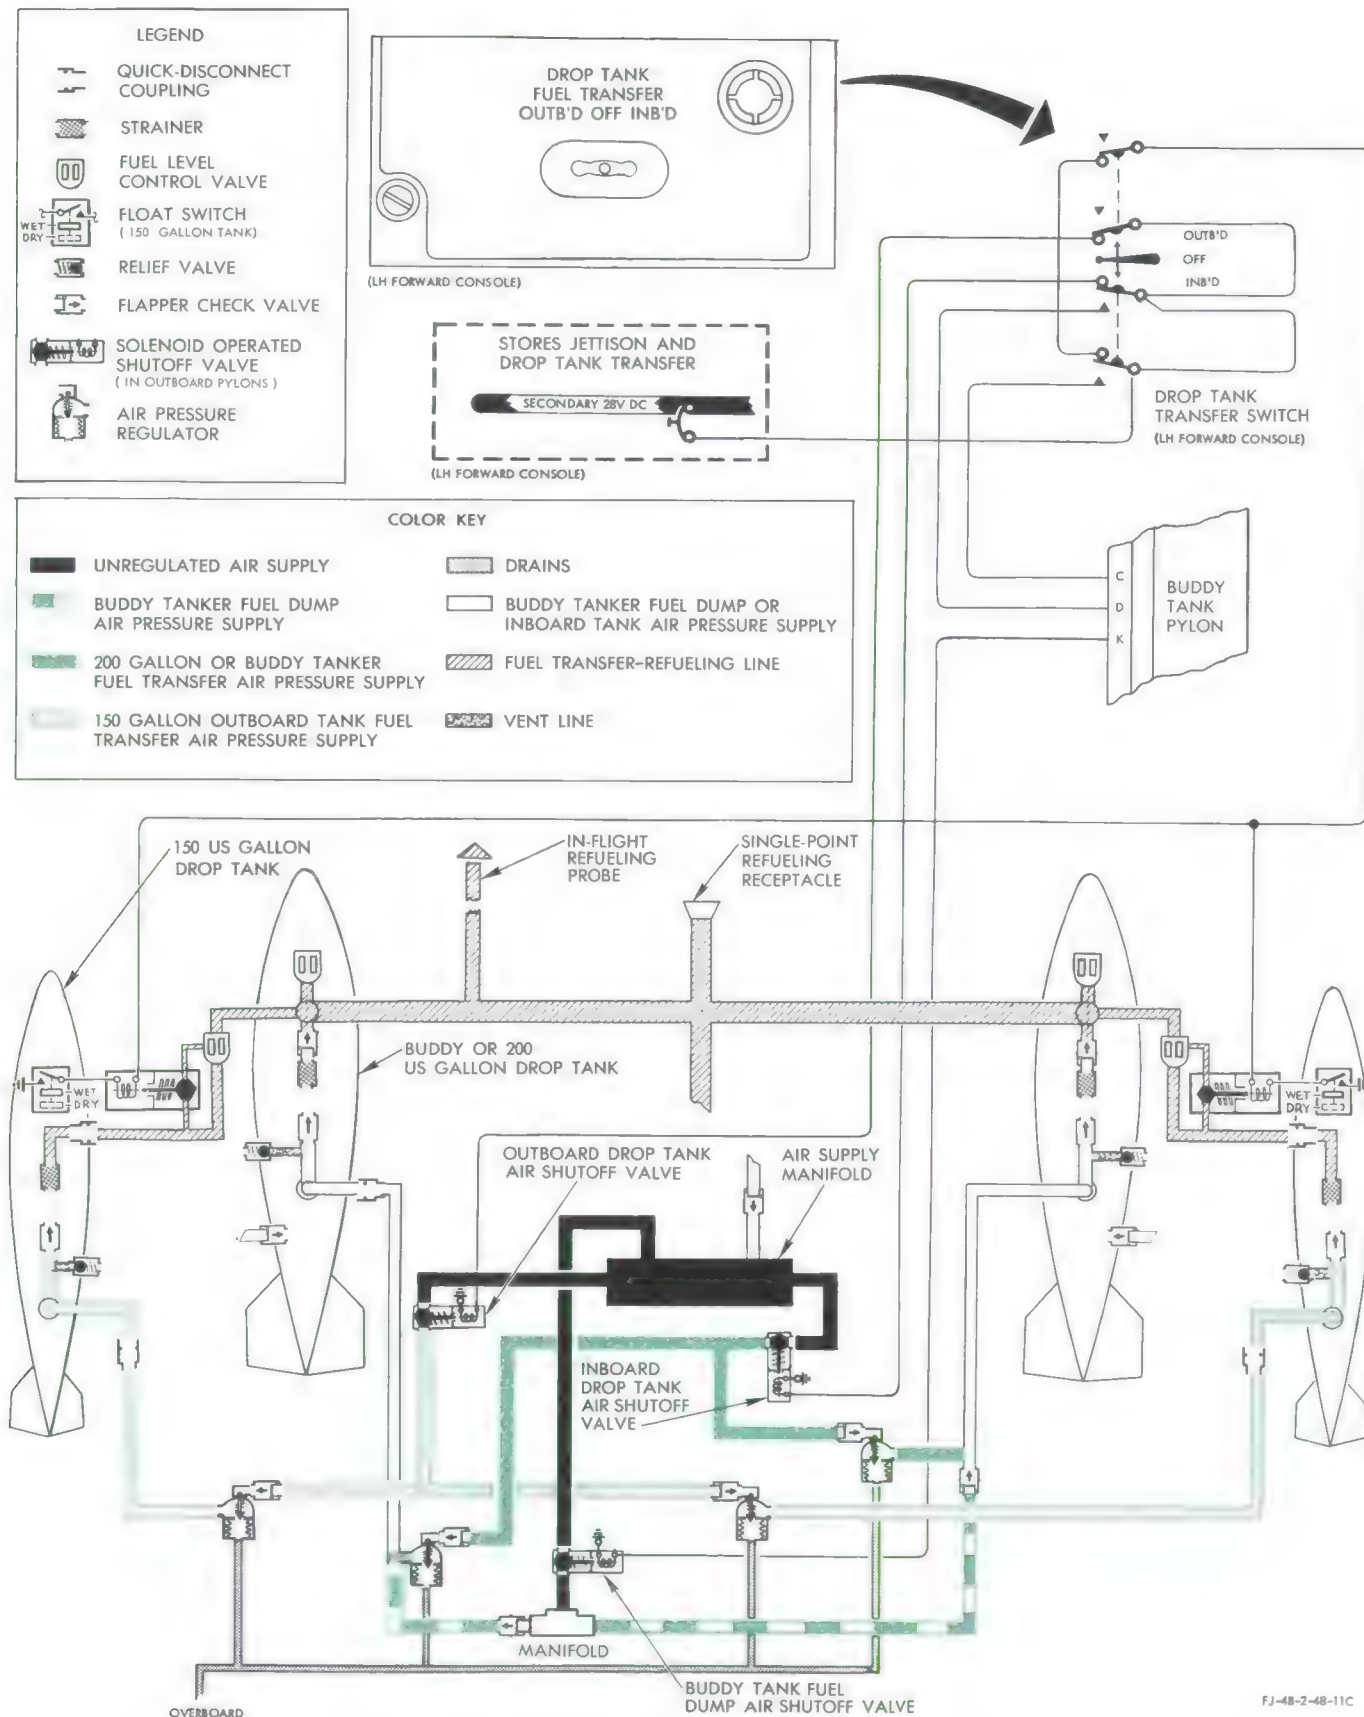 LEGEND
QUICK-DISCONNECT
COUPLING
STRAINER
FUEL LEVEL
CONTROL VALVE
WET
DRY
FLOAT SWITCH
( 150 GALLON TANK)
RELIEF VALVE
FLAPPER CHECK VALVE
SOLENOID OPERATED
SHUTOFF VALVE
( IN OUTBOARD PYLONS )
AIR PRESSURE
REGULATOR
DROP TANK
FUEL TRANSFER
OUTB'D OFF INB'D
(LH FORWARD CONSOLE)
STORES JETTISON AND
DROP TANK TRANSFER
SECONDARY 28V DC
(LH FORWARD CONSOLE)
OUTB'D
OFF
INB'D
DROP TANK
TRANSFER SWITCH
(LH FORWARD CONSOLE)
C
D
K
BUDDY
TANK
PYLON
COLOR KEY
UNREGULATED AIR SUPPLY
BUDDY TANKER FUEL DUMP
AIR PRESSURE SUPPLY
200 GALLON OR BUDDY TANKER
FUEL TRANSFER AIR PRESSURE SUPPLY
150 GALLON OUTBOARD TANK FUEL
TRANSFER AIR PRESSURE SUPPLY
DRAINS
BUDDY TANKER FUEL DUMP OR
INBOARD TANK AIR PRESSURE SUPPLY
FUEL TRANSFER-REFUELING LINE
VENT LINE
150 US GALLON
DROP TANK
IN-FLIGHT
REFUELING
PROBE
SINGLE-POINT
REFUELING
RECEPTACLE
BUDDY OR 200
US GALLON DROP TANK
WET
DRY
WET
DRY
OUTBOARD DROP TANK
AIR SHUTOFF VALVE
AIR SUPPLY
MANIFOLD
INBOARD
DROP TANK
AIR SHUTOFF
VALVE
MANIFOLD
BUDDY TANK FUEL
DUMP AIR SHUTOFF VALVE
OVERBOARD
FJ-4B-2-48-11C